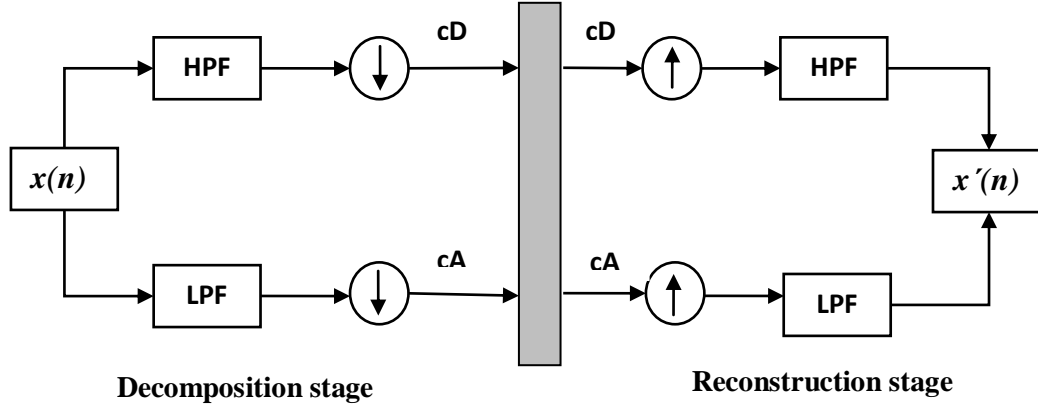 cD
cD
HPF
HPF
x(n)
x´(n)
cA
cA
LPF
LPF
Decomposition stage
Reconstruction stage